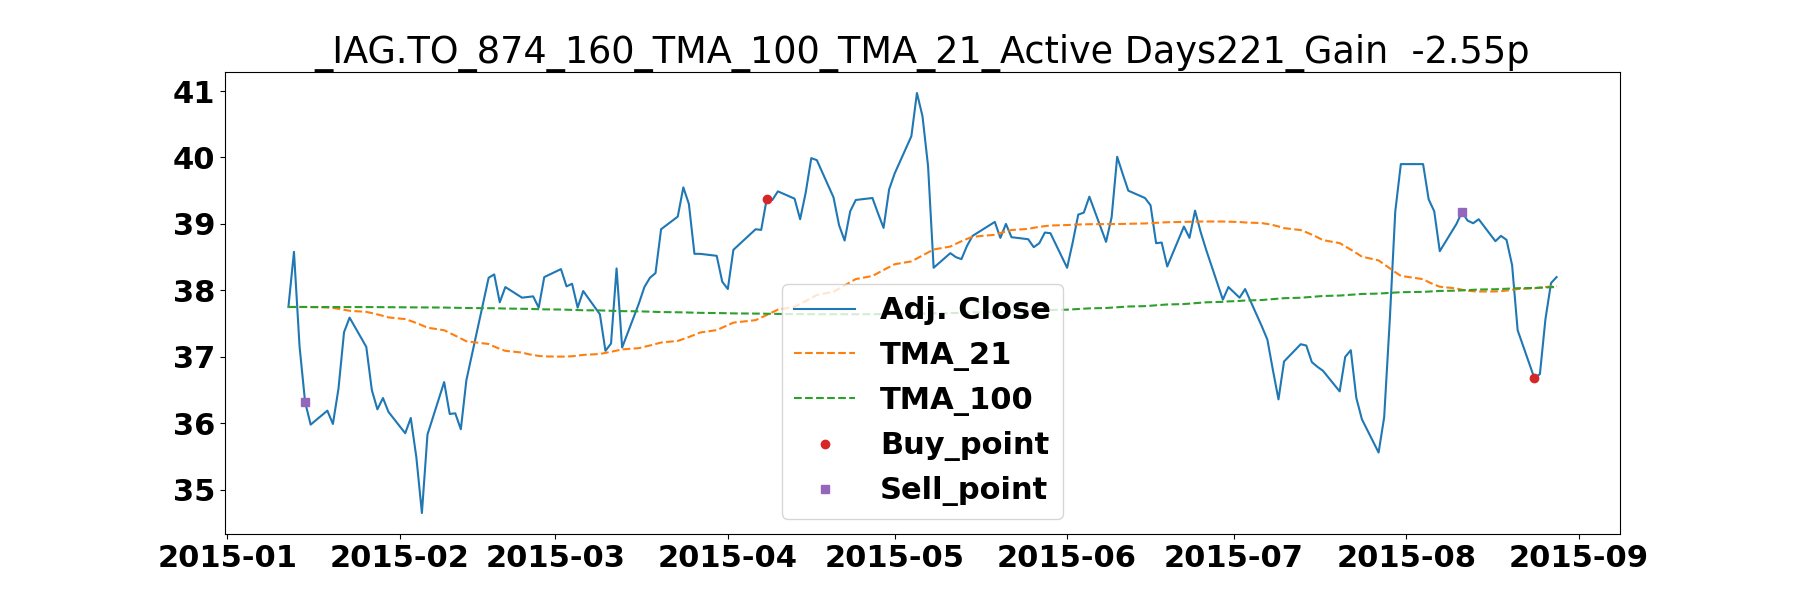 _IAG.TO_874_160_TMA_100_TMA_21_Active Days221_Gain  -2.55p
41
40
39
38
37
36
35
Adj. Close
TMA_21
TMA_100
Buy_point
Sell_point
2015-01 2015-02 2015-03 2015-04 2015-05 2015-06 2015-07 2015-08 2015-09